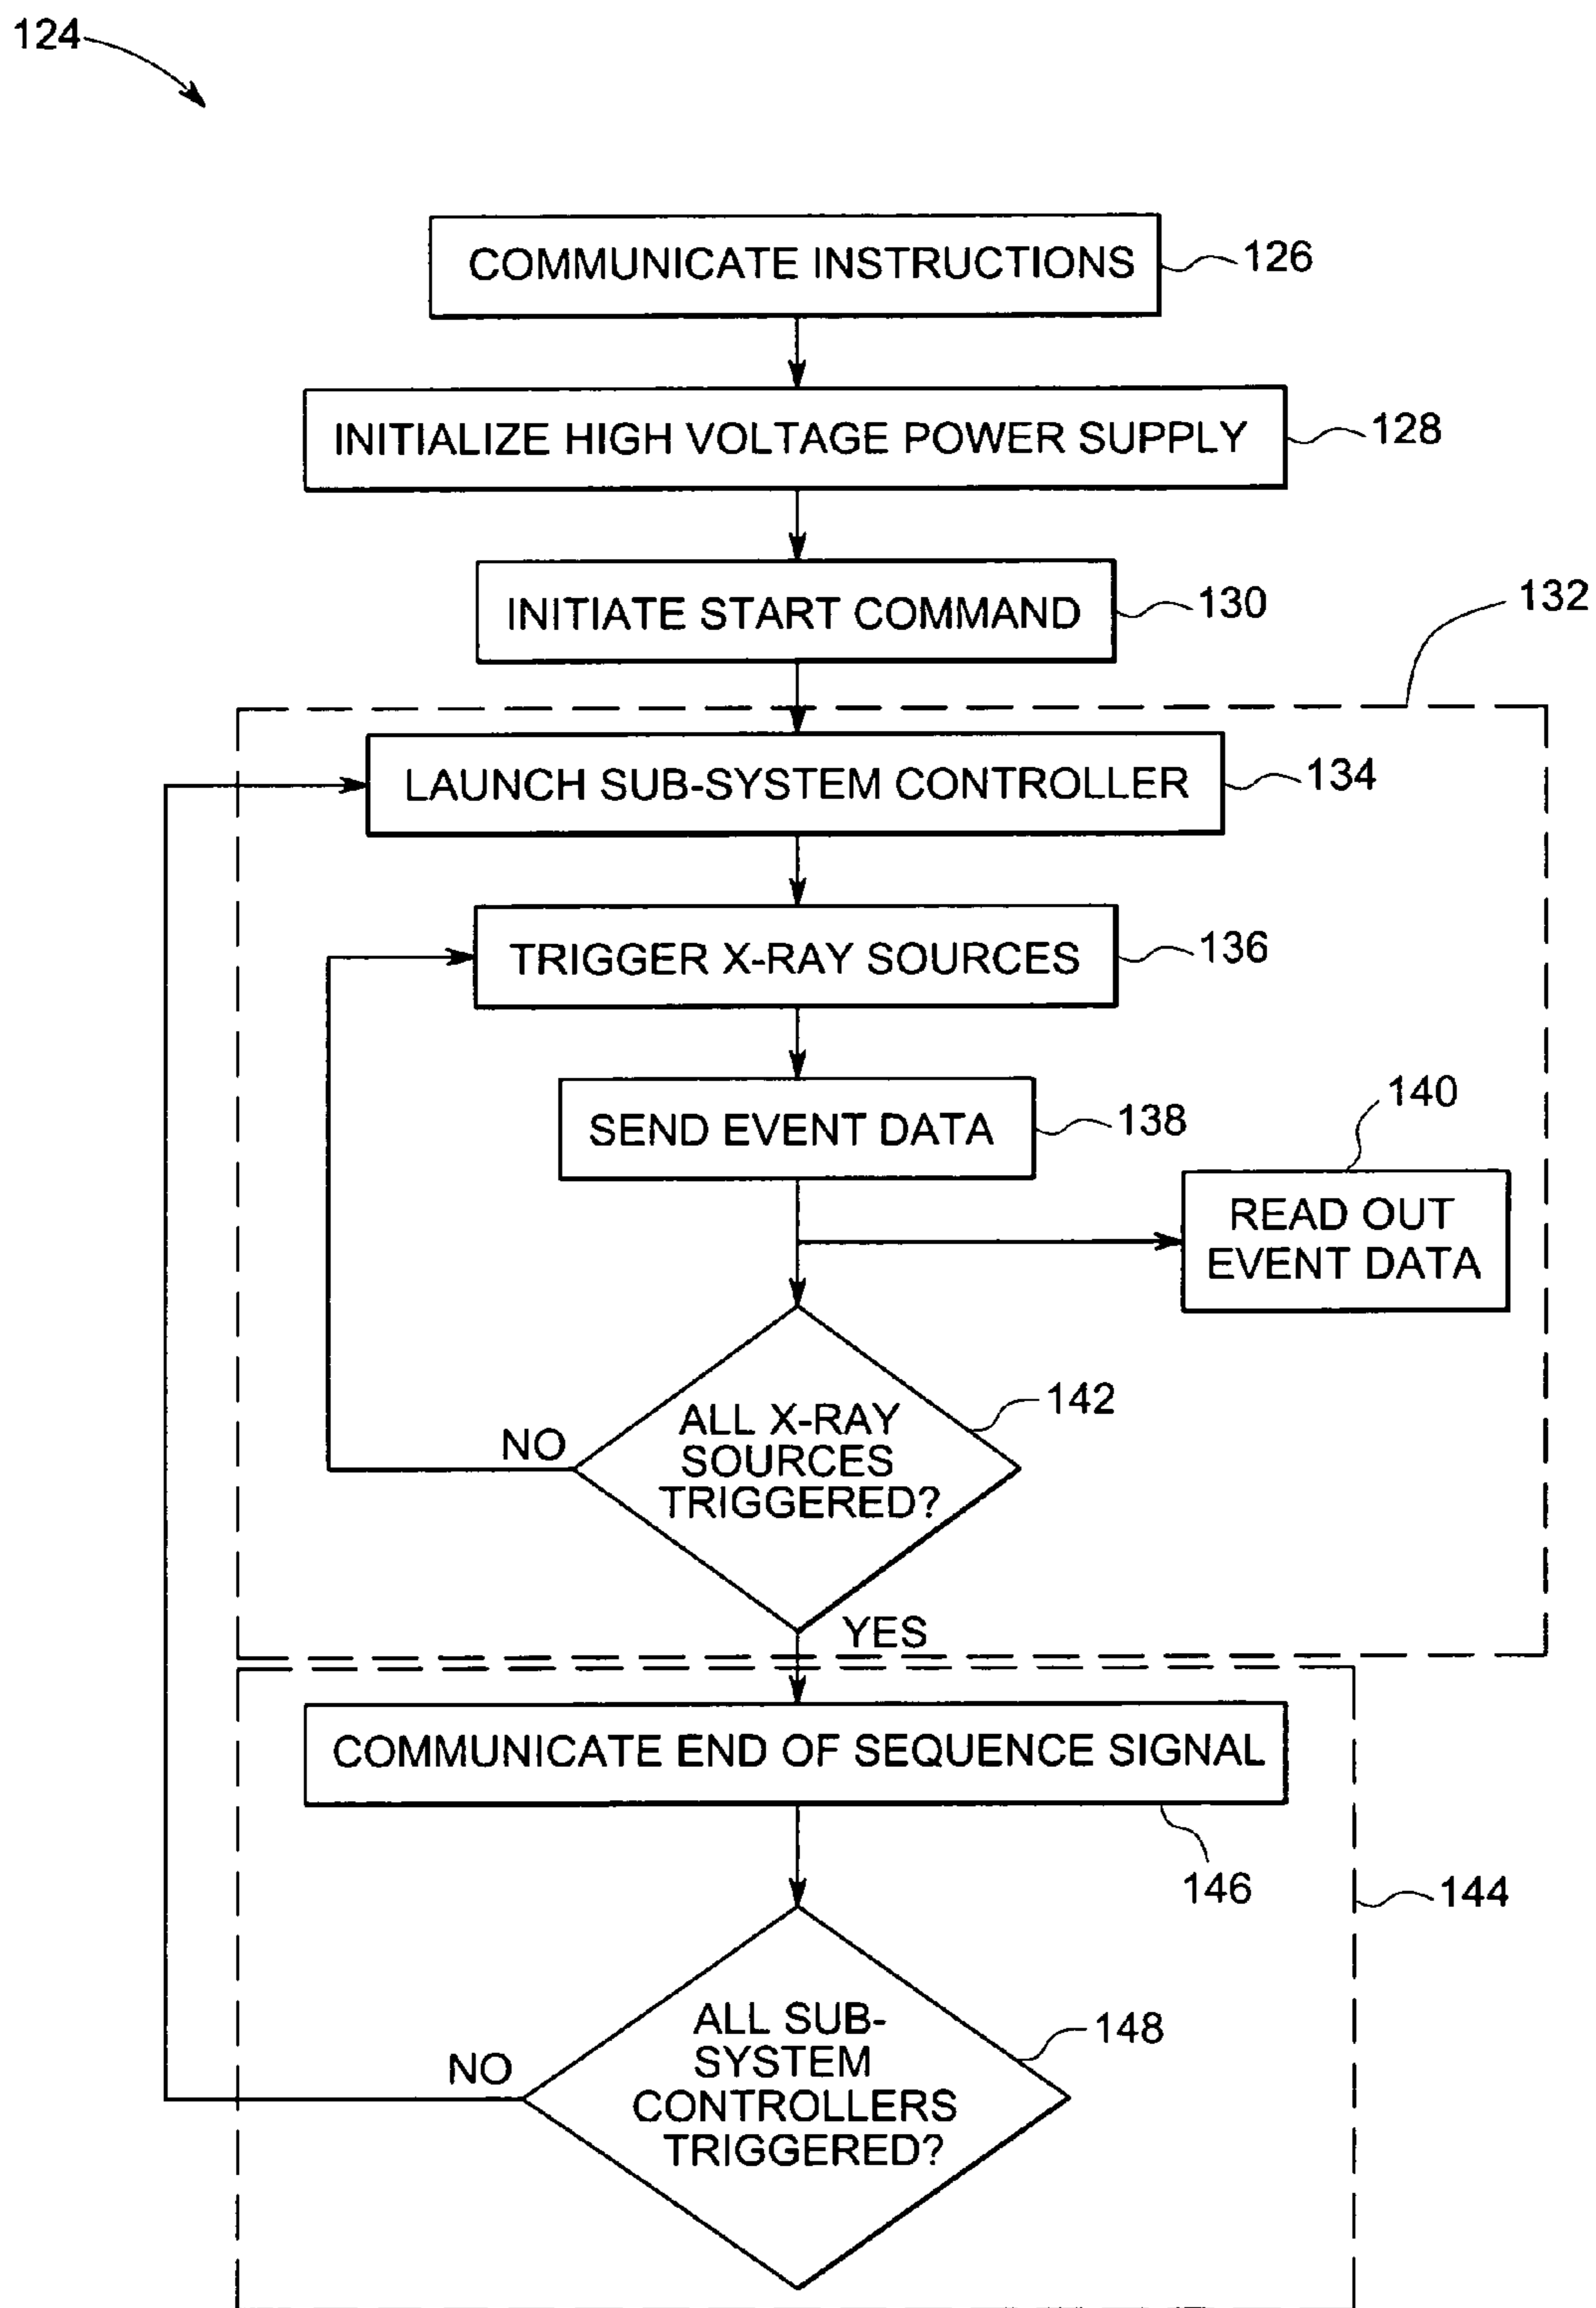 124
COMMUNICATE INSTRUCTIONS
126
INITIALIZE HIGH VOLTAGE POWER SUPPLY
128
INITIATE START COMMAND
130
132
LAUNCH SUB-SYSTEM CONTROLLER
134
TRIGGER X-RAY SOURCES
136
SEND EVENT DATA
138
140
READ OUT
EVENT DATA
ALL X-RAY
SOURCES
TRIGGERED?
142
NO
YES
COMMUNICATE END OF SEQUENCE SIGNAL
146
144
ALL SUB-
SYSTEM
CONTROLLERS
TRIGGERED?
148
NO